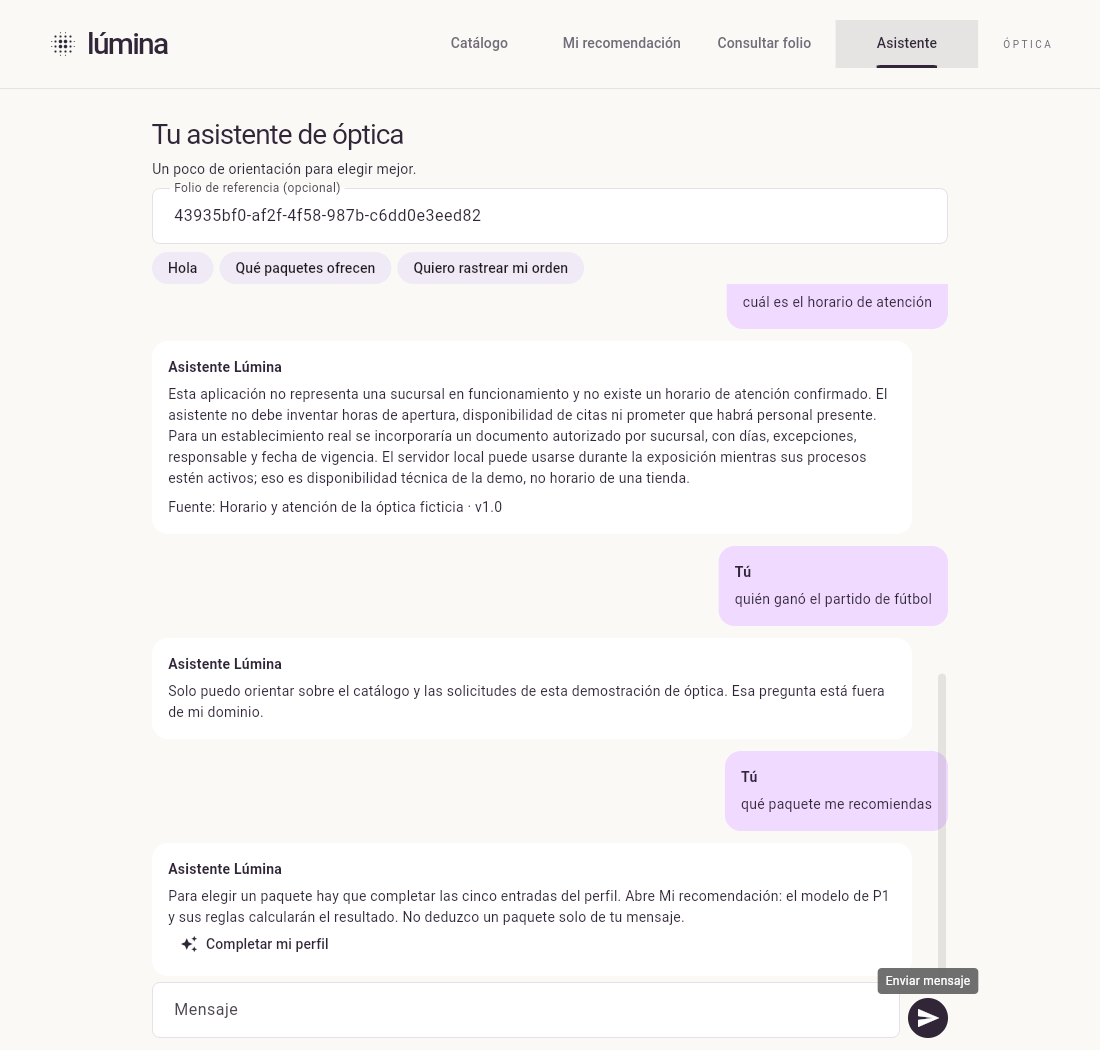 lúmina
Catálogo
Mi recomendación
Consultar folio
Asistente
ÓPTICA
Tu asistente de óptica
Un poco de orientación para elegir mejor.
Folio de referencia (opcional)
43935bf0-af2f-4f58-987b-c6dd0e3eed82
Hola
Qué paquetes ofrecen
Quiero rastrear mi orden
cuál es el horario de atención
Asistente Lúmina
Esta aplicación no representa una sucursal en funcionamiento y no existe un horario de atención confirmado. El
asistente no debe inventar horas de apertura, disponibilidad de citas ni prometer que habrá personal presente.
Para un establecimiento real se incorporaría un documento autorizado por sucursal, con días, excepciones,
responsable y fecha de vigencia. El servidor local puede usarse durante la exposición mientras sus procesos
estén activos; eso es disponibilidad técnica de la demo, no horario de una tienda.
Fuente: Horario y atención de la óptica ficticia · v1.0
Tú
quién ganó el partido de fútbol
Asistente Lúmina
Solo puedo orientar sobre el catálogo y las solicitudes de esta demostración de óptica. Esa pregunta está fuera
de mi dominio.
Tú
qué paquete me recomiendas
Asistente Lúmina
Para elegir un paquete hay que completar las cinco entradas del perfil. Abre Mi recomendación: el modelo de P1
y sus reglas calcularán el resultado. No deduzco un paquete solo de tu mensaje.
Completar mi perfil
Enviar mensaje
Mensaje